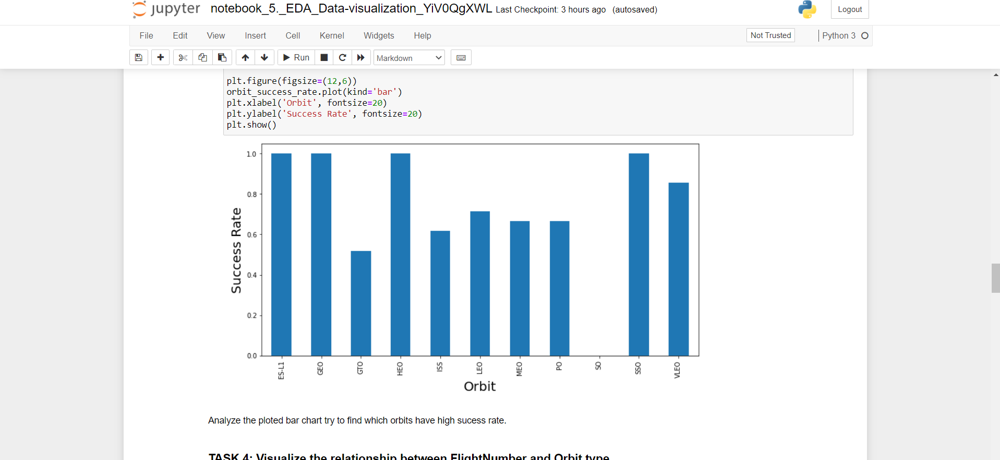 jupyter notebook_5._EDA_Data-visualization_YiV0QgXWL Last Checkpoint: 3 hours ago (autosaved) Logout
File Edit View Insert Cell Kernel Widgets Help Not Trusted Python 3
Run Markdown
plt.figure(figsize=(12,6))
orbit_success_rate.plot(kind='bar')
plt.xlabel('Orbit', fontsize=20)
plt.ylabel('Success Rate', fontsize=20)
plt.show()
Success Rate
1.0
0.8
0.6
0.4
0.2
0.0
ES-L1 GEO GTO HEO ISS LEO MEO PO SO SSO VLEO
Orbit
Analyze the ploted bar chart try to find which orbits have high sucess rate.
TASK 4: Visualize the relationship between FlightNumber and Orbit type